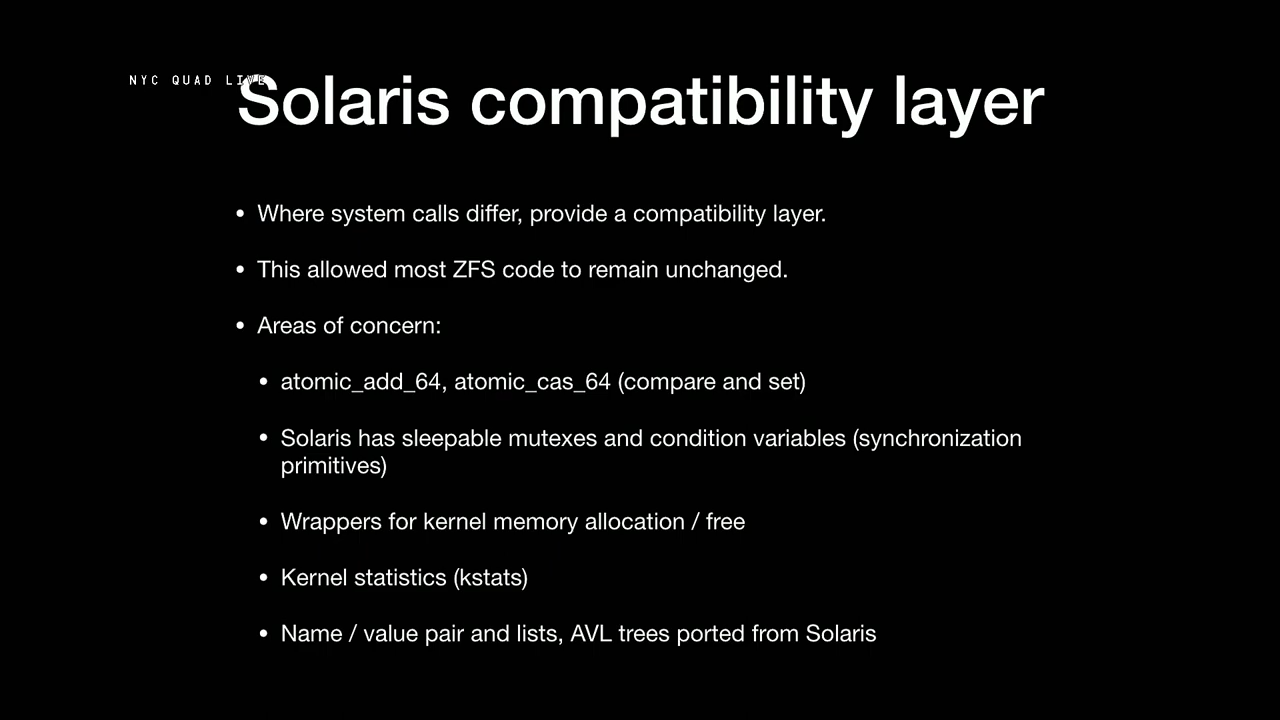 NYC QUAD LIVE
Solaris compatibility layer
• Where system calls differ, provide a compatibility layer.
• This allowed most ZFS code to remain unchanged.
• Areas of concern:
• atomic_add_64, atomic_cas_64 (compare and set)
• Solaris has sleepable mutexes and condition variables (synchronization
primitives)
• Wrappers for kernel memory allocation / free
• Kernel statistics (kstats)
• Name / value pair and lists, AVL trees ported from Solaris